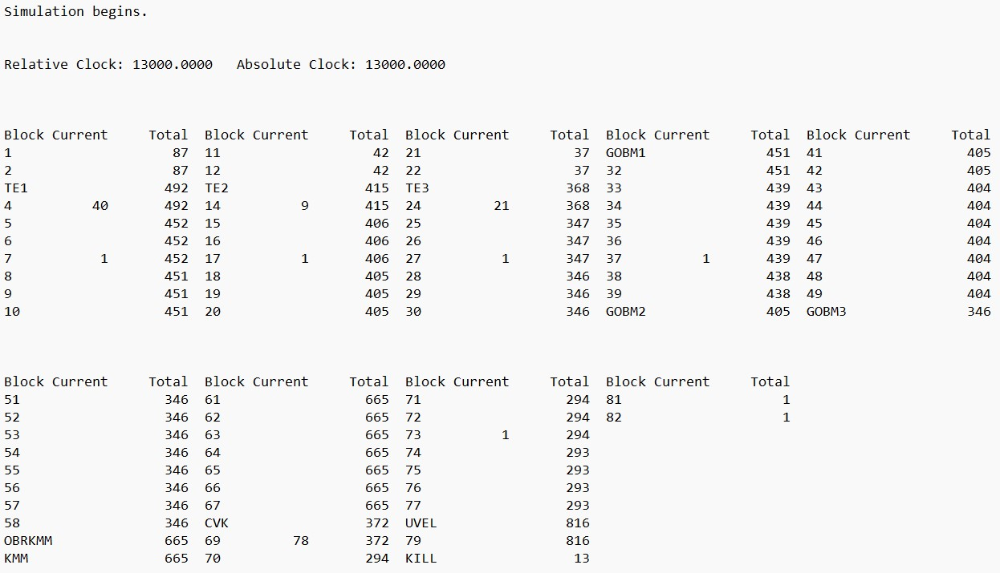 Simulation begins.
Relative Clock: 13000.0000   Absolute Clock: 13000.0000
Block Current     Total  Block Current     Total  Block Current     Total  Block Current     Total  Block Current     Total
1                    87  11                   42  21                   37  GOBM1               451  41                  405
2                    87  12                   42  22                   37  32                  451  42                  405
TE1                 492  TE2                 415  TE3                 368  33                  439  43                  404
4          40       492  14          9       415  24         21       368  34                  439  44                  404
5                   452  15                  406  25                  347  35                  439  45                  404
6                   452  16                  406  26                  347  36                  439  46                  404
7           1       452  17          1       406  27          1       347  37          1       439  47                  404
8                   451  18                  405  28                  346  38                  438  48                  404
9                   451  19                  405  29                  346  39                  438  49                  404
10                  451  20                  405  30                  346  GOBM2               405  GOBM3               346
Block Current     Total  Block Current     Total  Block Current     Total  Block Current     Total
51                  346  61                  665  71                  294  81                    1
52                  346  62                  665  72                  294  82                    1
53                  346  63                  665  73          1       294
54                  346  64                  665  74                  293
55                  346  65                  665  75                  293
56                  346  66                  665  76                  293
57                  346  67                  665  77                  293
58                  346  CVK                 372  UVEL                816
OBRKMM              665  69         78       372  79                  816
KMM                 665  70                  294  KILL                 13